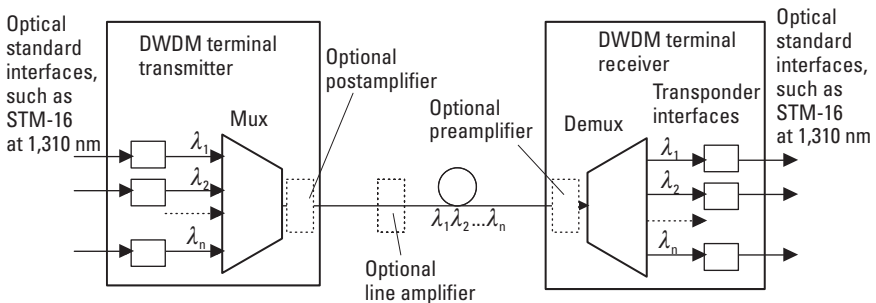 Optical
standard
interfaces,
such as
STM-16
at 1,310 nm
DWDM terminal
transmitter
Mux
λ1
λ2
λn
Optional
postamplifier
Optional
line amplifier
λ1λ2...λn
Optional
preamplifier
DWDM terminal
receiver
Transponder
interfaces
Demux
λ1
λ2
λn
Optical
standard
interfaces,
such as
STM-16
at 1,310 nm